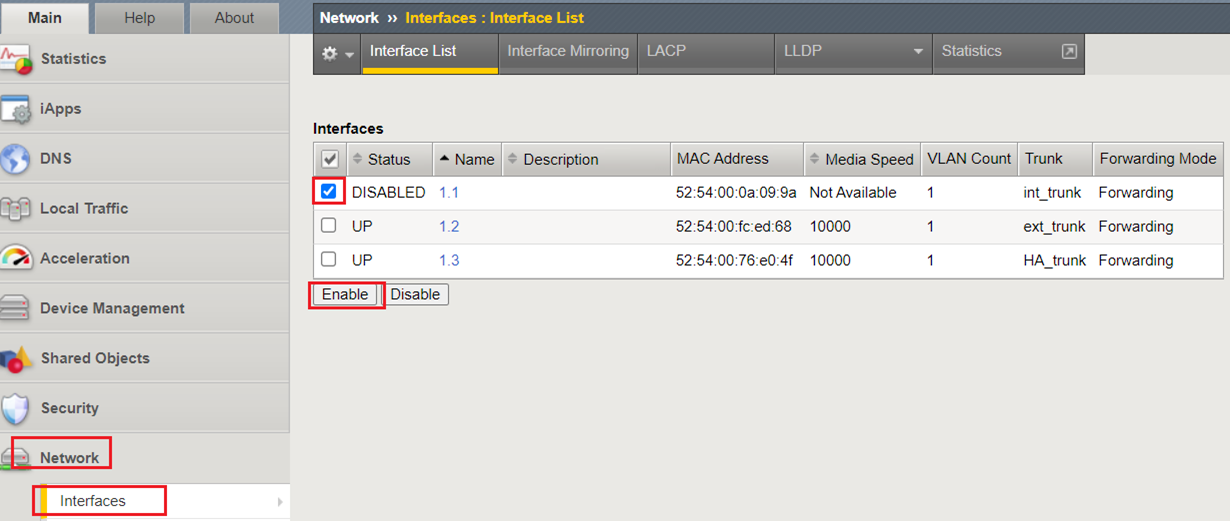 Main Help About
Statistics
iApps
DNS
Local Traffic
Acceleration
Device Management
Shared Objects
Security
Network
Interfaces
Network ›› Interfaces : Interface List
Interface List Interface Mirroring LACP LLDP Statistics
Interfaces
Status Name Description MAC Address Media Speed VLAN Count Trunk Forwarding Mode
DISABLED 1.1 52:54:00:0a:09:9a Not Available 1 int_trunk Forwarding
UP 1.2 52:54:00:fc:ed:68 10000 1 ext_trunk Forwarding
UP 1.3 52:54:00:76:e0:4f 10000 1 HA_trunk Forwarding
Enable Disable